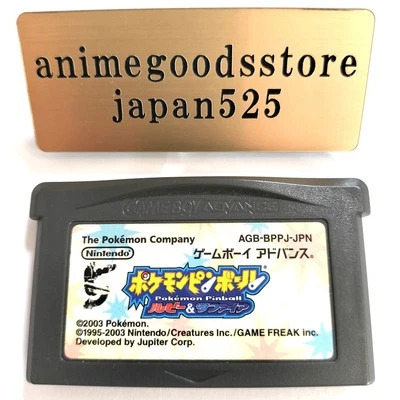 animegoodsstore
japan525
GAME BOY ADVANCE
The Pokémon Company
AGB-BPPJ-JPN
Nintendo
ゲームボーイ アドバンス®
ポケモンピンボール
Pokémon Pinball
ルビー&サファイア
©2003 Pokémon.
©1995-2003 Nintendo/Creatures Inc./GAME FREAK inc.
Developed by Jupiter Corp.